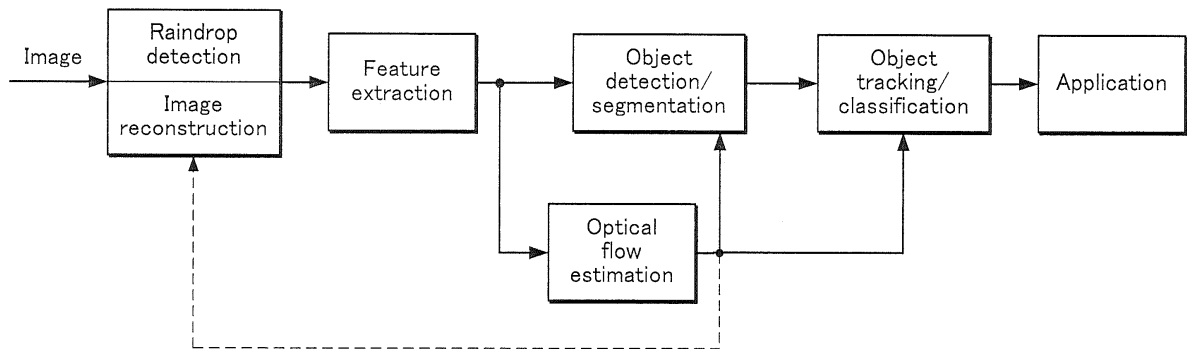 Image
Raindrop
detection
Image
reconstruction
Feature
extraction
Object
detection/
segmentation
Object
tracking/
classification
Application
Optical
flow
estimation